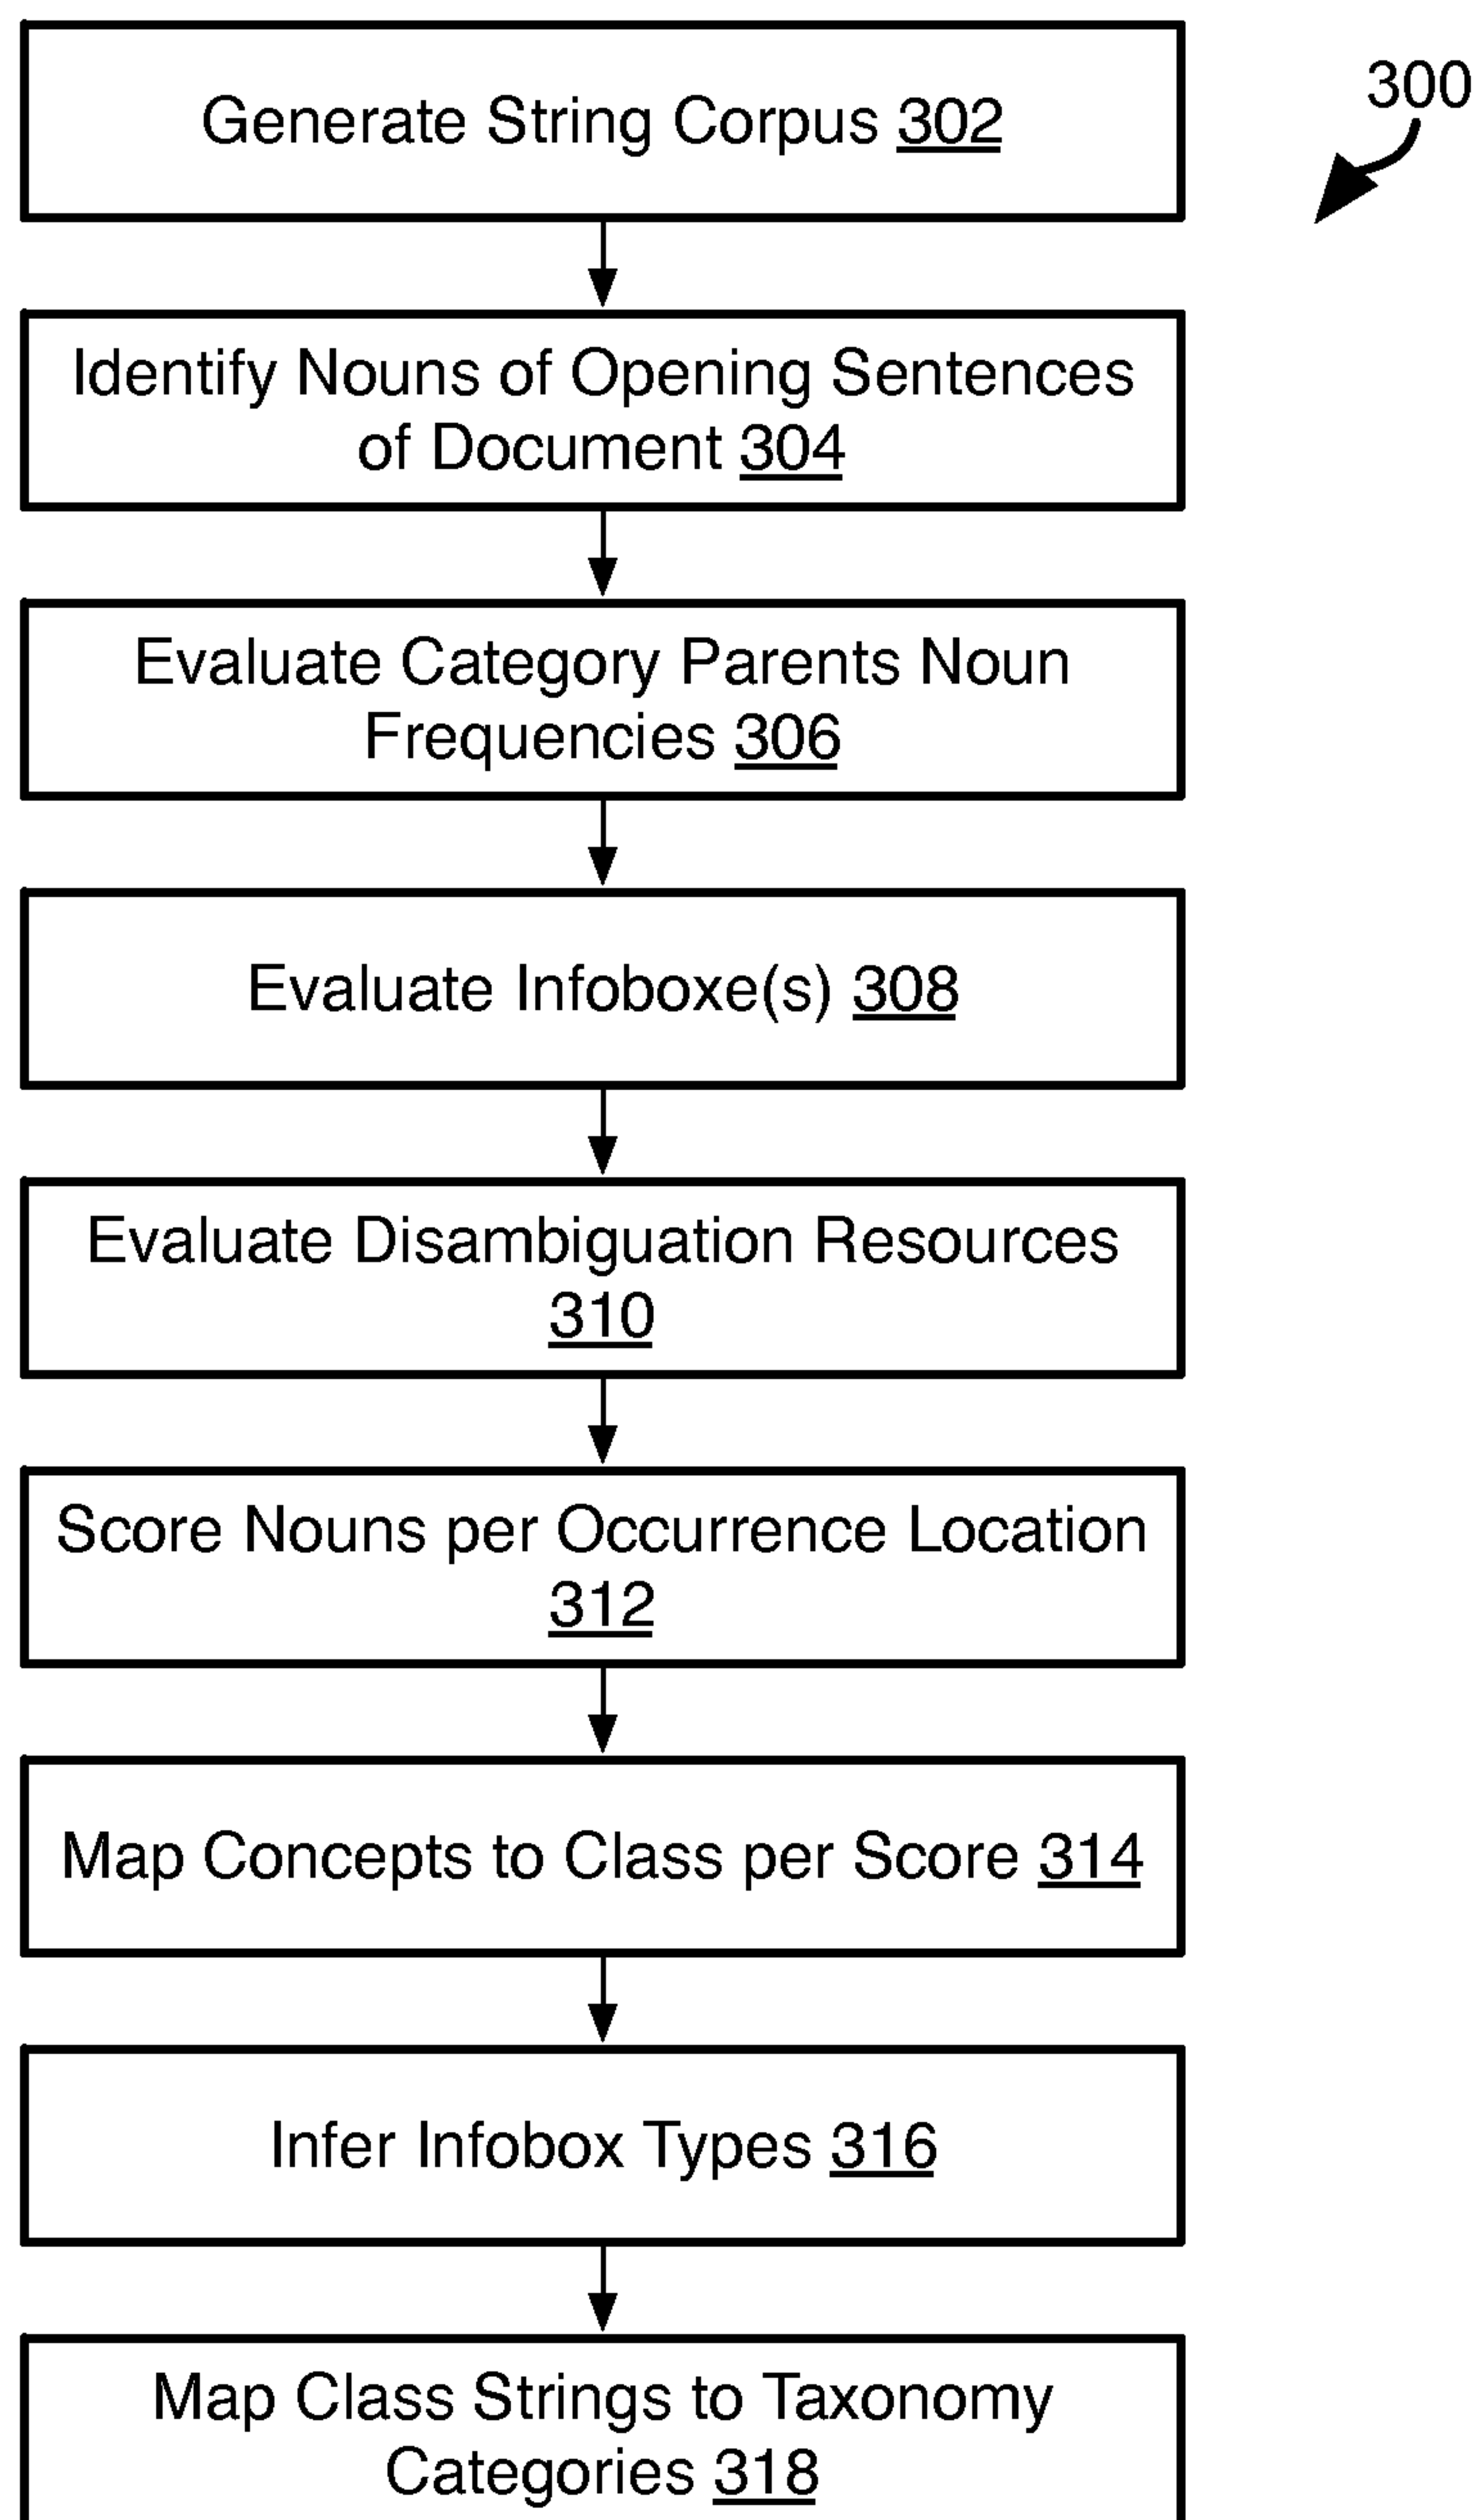 300
Generate String Corpus 302
Identify Nouns of Opening Sentences
of Document 304
Evaluate Category Parents Noun
Frequencies 306
Evaluate Infoboxe(s) 308
Evaluate Disambiguation Resources
310
Score Nouns per Occurrence Location
312
Map Concepts to Class per Score 314
Infer Infobox Types 316
Map Class Strings to Taxonomy
Categories 318